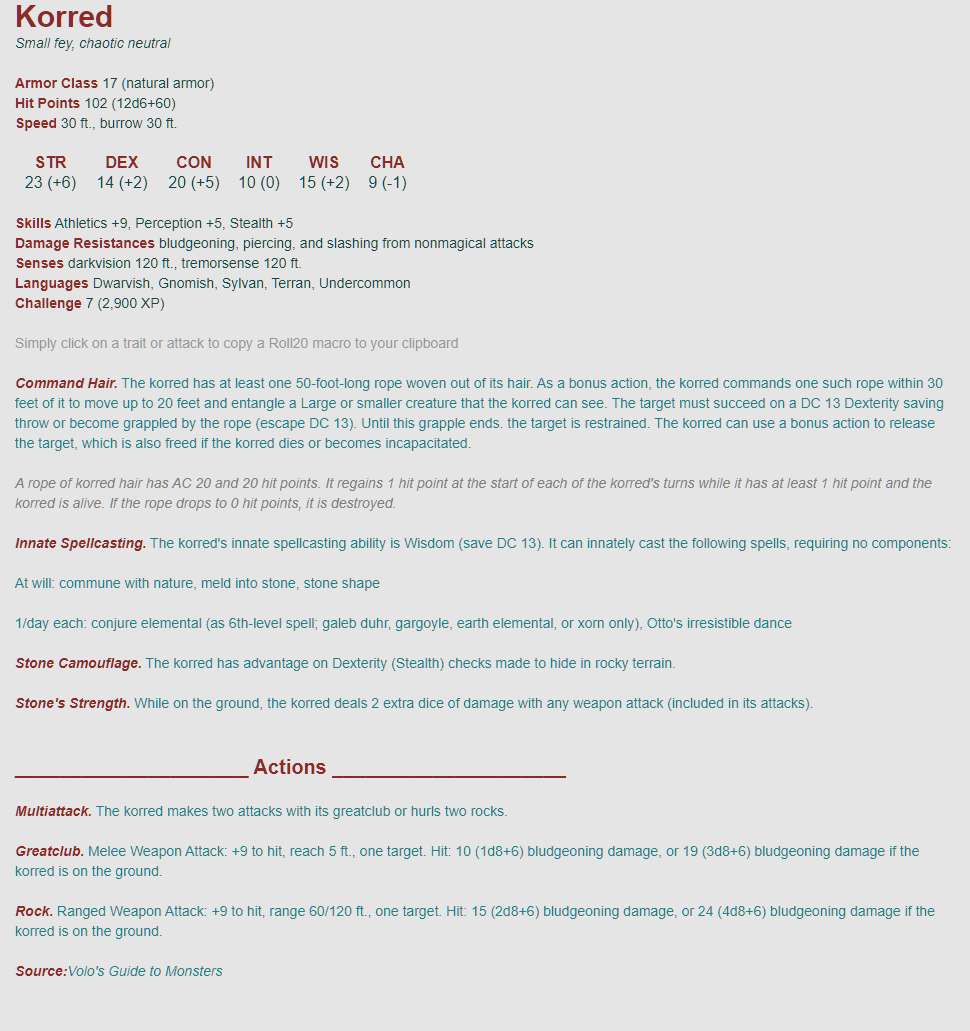 Korred
Small fey, chaotic neutral
Armor Class 17 (natural armor)
Hit Points 102 (12d6+60)
Speed 30 ft., burrow 30 ft.
STR DEX CON INT WIS CHA
23 (+6) 14 (+2) 20 (+5) 10 (0) 15 (+2) 9 (-1)
Skills Athletics +9, Perception +5, Stealth +5
Damage Resistances bludgeoning, piercing, and slashing from nonmagical attacks
Senses darkvision 120 ft., tremorsense 120 ft.
Languages Dwarvish, Gnomish, Sylvan, Terran, Undercommon
Challenge 7 (2,900 XP)
Simply click on a trait or attack to copy a Roll20 macro to your clipboard
Command Hair. The korred has at least one 50-foot-long rope woven out of its hair. As a bonus action, the korred commands one such rope within 30
feet of it to move up to 20 feet and entangle a Large or smaller creature that the korred can see. The target must succeed on a DC 13 Dexterity saving
throw or become grappled by the rope (escape DC 13). Until this grapple ends. the target is restrained. The korred can use a bonus action to release
the target, which is also freed if the korred dies or becomes incapacitated.
A rope of korred hair has AC 20 and 20 hit points. It regains 1 hit point at the start of each of the korred's turns while it has at least 1 hit point and the
korred is alive. If the rope drops to 0 hit points, it is destroyed.
Innate Spellcasting. The korred's innate spellcasting ability is Wisdom (save DC 13). It can innately cast the following spells, requiring no components:
At will: commune with nature, meld into stone, stone shape
1/day each: conjure elemental (as 6th-level spell; galeb duhr, gargoyle, earth elemental, or xorn only), Otto's irresistible dance
Stone Camouflage. The korred has advantage on Dexterity (Stealth) checks made to hide in rocky terrain.
Stone's Strength. While on the ground, the korred deals 2 extra dice of damage with any weapon attack (included in its attacks).
_____________________ Actions _____________________
Multiattack. The korred makes two attacks with its greatclub or hurls two rocks.
Greatclub. Melee Weapon Attack: +9 to hit, reach 5 ft., one target. Hit: 10 (1d8+6) bludgeoning damage, or 19 (3d8+6) bludgeoning damage if the
korred is on the ground.
Rock. Ranged Weapon Attack: +9 to hit, range 60/120 ft., one target. Hit: 15 (2d8+6) bludgeoning damage, or 24 (4d8+6) bludgeoning damage if the
korred is on the ground.
Source:Volo's Guide to Monsters